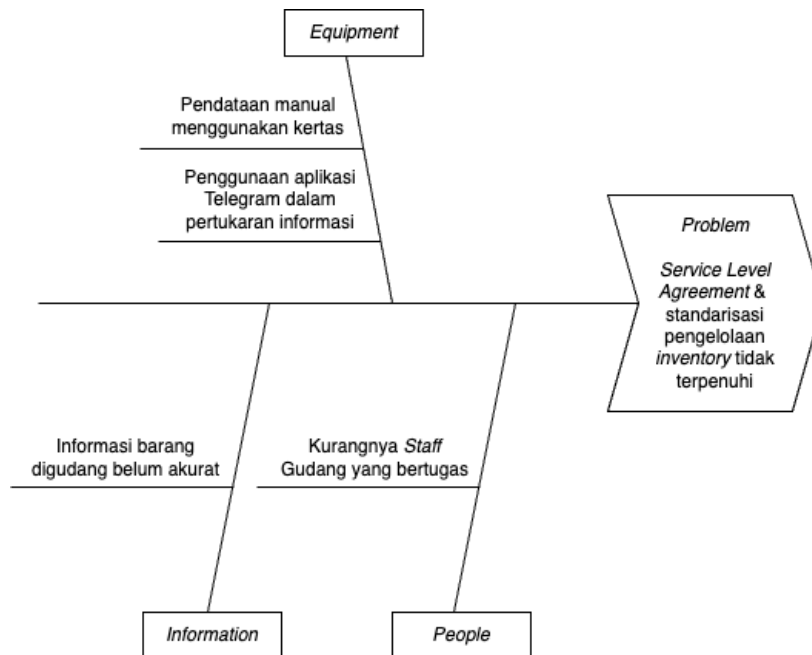 Equipment
Pendataan manual
menggunakan kertas
Penggunaan aplikasi
Telegram dalam
pertukaran informasi
Problem
Service Level
Agreement &
standarisasi
pengelolaan
inventory tidak
terpenuhi
Informasi barang
digudang belum akurat
Kurangnya Staff
Gudang yang bertugas
Information
People